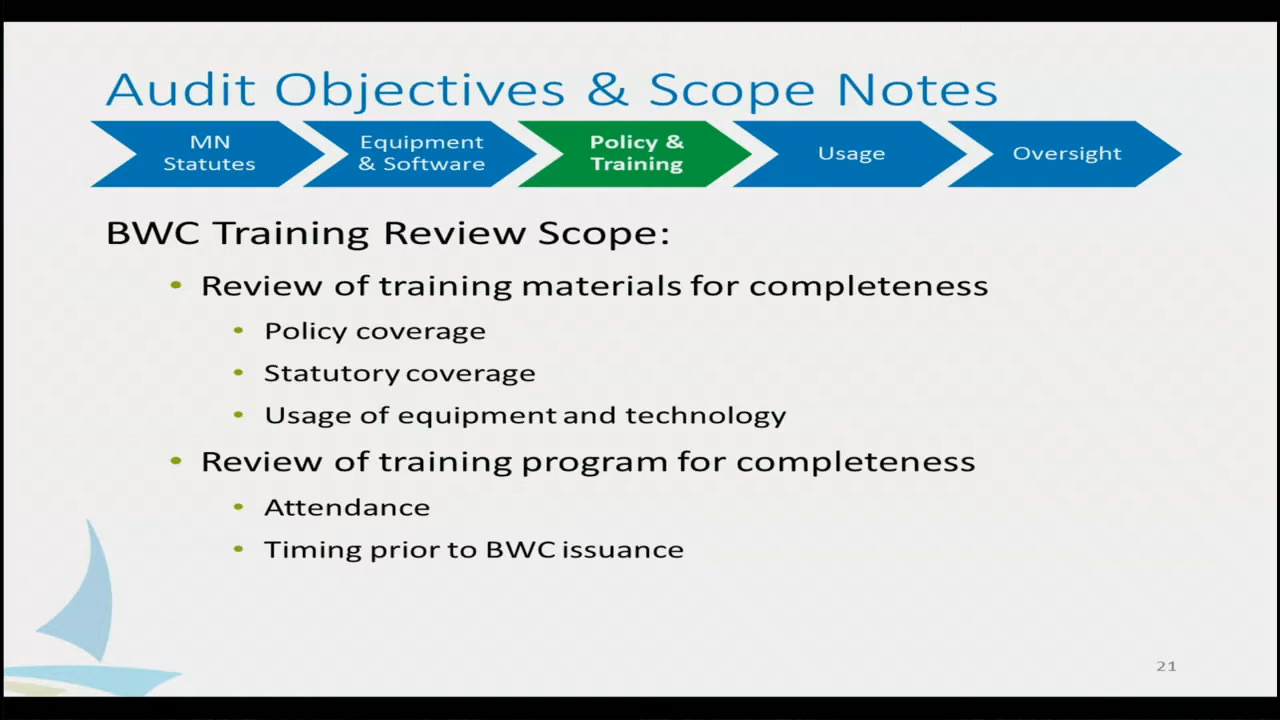 Audit Objectives & Scope Notes
MN
Statutes
Equipment
& Software
Policy &
Training
Usage
Oversight
BWC Training Review Scope:
• Review of training materials for completeness
• Policy coverage
• Statutory coverage
• Usage of equipment and technology
• Review of training program for completeness
• Attendance
• Timing prior to BWC issuance
21